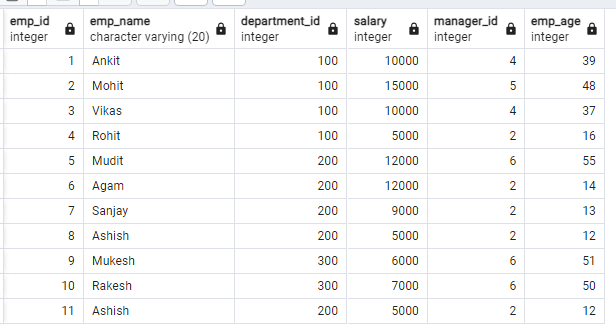 emp_id emp_name department_id salary manager_id emp_age
integer character varying (20) integer integer integer integer
1 Ankit 100 10000 4 39
2 Mohit 100 15000 5 48
3 Vikas 100 10000 4 37
4 Rohit 100 5000 2 16
5 Mudit 200 12000 6 55
6 Agam 200 12000 2 14
7 Sanjay 200 9000 2 13
8 Ashish 200 5000 2 12
9 Mukesh 300 6000 6 51
10 Rakesh 300 7000 6 50
11 Ashish 200 5000 2 12